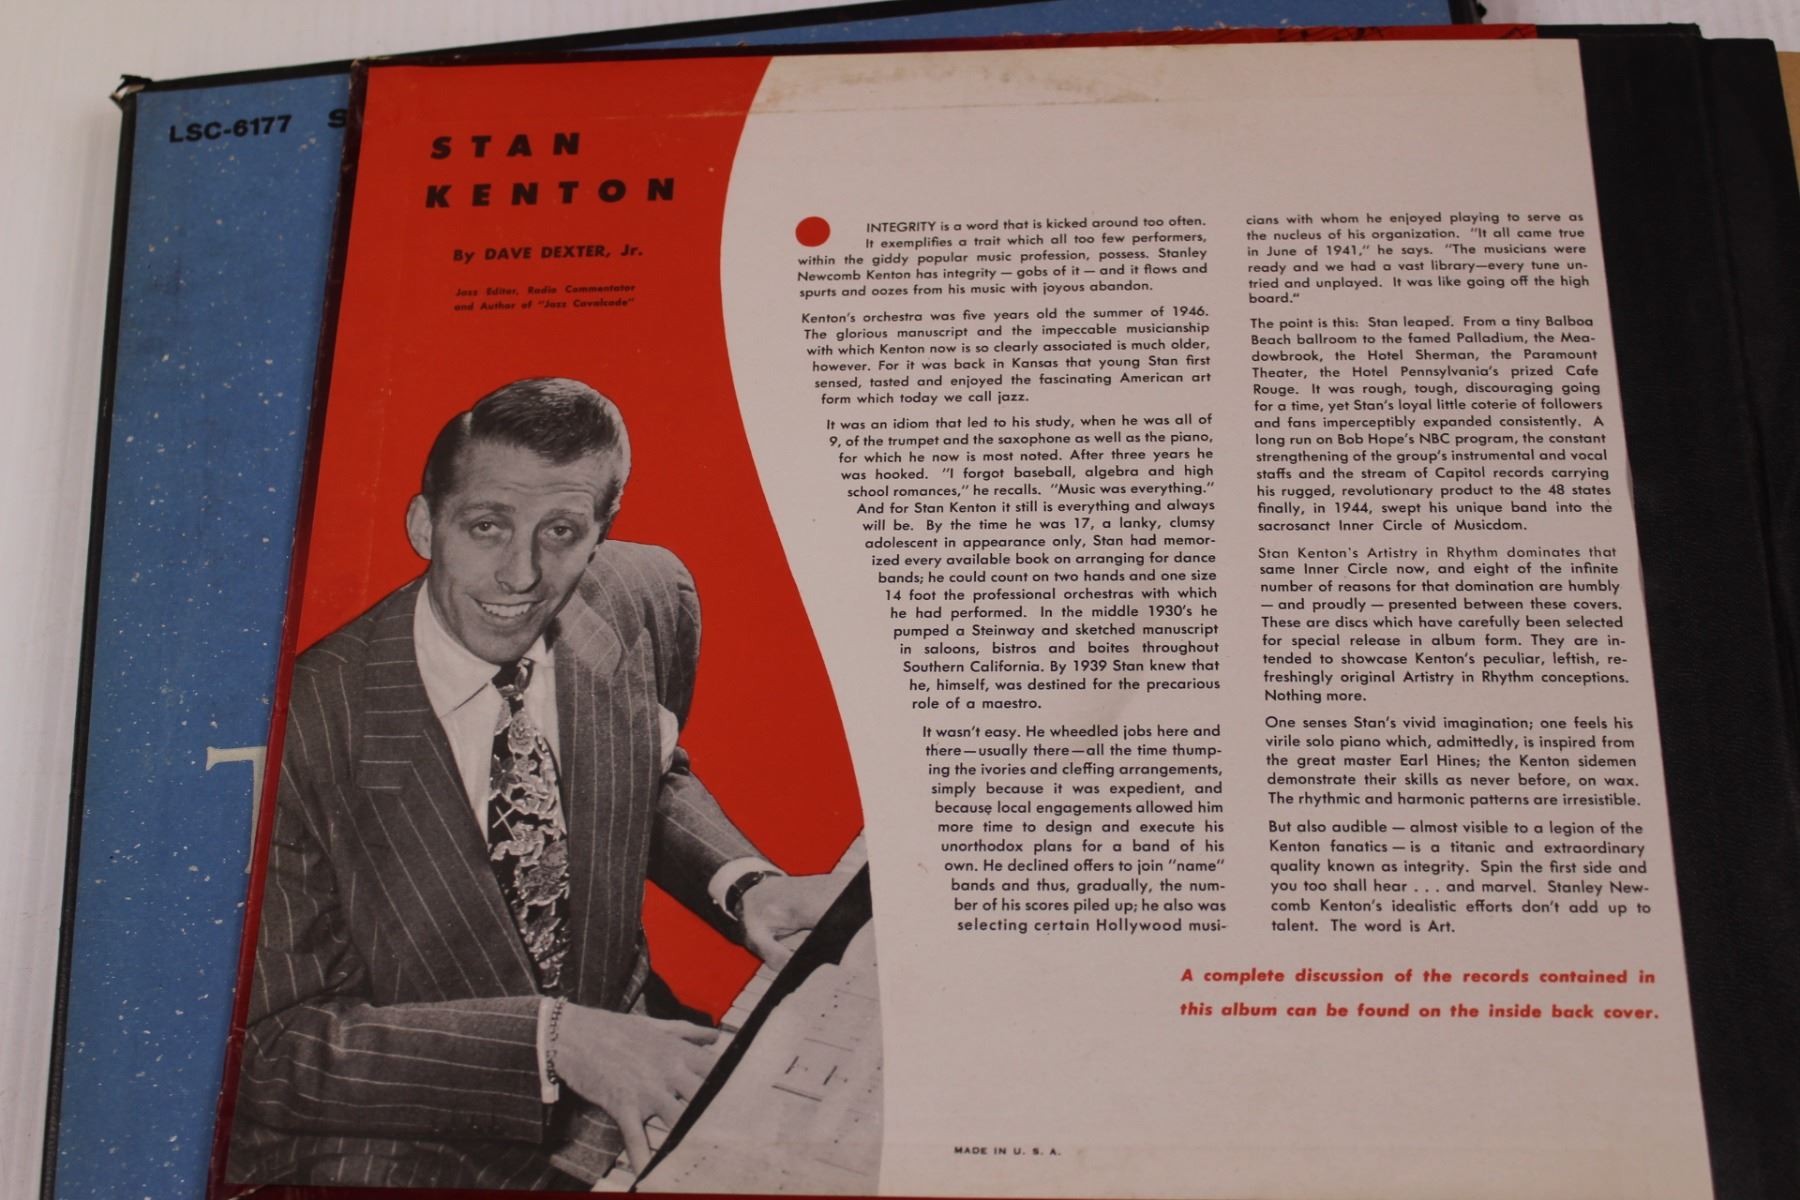 LSC-6177 S
STAN
KENTON
By DAVE DEXTER, Jr.
Jazz Editor, Radio Commentator
and Author of "Jazz Cavalcade"
INTEGRITY is a word that is kicked around too often.
It exemplifies a trait which all too few performers,
within the giddy popular music profession, possess. Stanley
Newcomb Kenton has integrity — gobs of it — and it flows and
spurts and oozes from his music with joyous abandon.
Kenton's orchestra was five years old the summer of 1946.
The glorious manuscript and the impeccable musicianship
with which Kenton now is so clearly associated is much older,
however. For it was back in Kansas that young Stan first
sensed, tasted and enjoyed the fascinating American art
form which today we call jazz.
It was an idiom that led to his study, when he was all of
9, of the trumpet and the saxophone as well as the piano,
for which he now is most noted. After three years he
was hooked. "I forgot baseball, algebra and high
school romances," he recalls. "Music was everything."
And for Stan Kenton it still is everything and always
will be. By the time he was 17, a lanky, clumsy
adolescent in appearance only, Stan had memor-
ized every available book on arranging for dance
bands; he could count on two hands and one size
14 foot the professional orchestras with which
he had performed. In the middle 1930's he
pumped a Steinway and sketched manuscript
in saloons, bistros and boites throughout
Southern California. By 1939 Stan knew that
he, himself, was destined for the precarious
role of a maestro.
It wasn't easy. He wheedled jobs here and
there—usually there—all the time thump-
ing the ivories and cleffing arrangements,
simply because it was expedient, and
because local engagements allowed him
more time to design and execute his
unorthodox plans for a band of his
own. He declined offers to join "name"
bands and thus, gradually, the num-
ber of his scores piled up; he also was
selecting certain Hollywood musi-
cians with whom he enjoyed playing to serve as
the nucleus of his organization. "It all came true
in June of 1941," he says. "The musicians were
ready and we had a vast library—every tune un-
tried and unplayed. It was like going off the high
board."
The point is this: Stan leaped. From a tiny Balboa
Beach ballroom to the famed Palladium, the Mea-
dowbrook, the Hotel Sherman, the Paramount
Theater, the Hotel Pennsylvania's prized Cafe
Rouge. It was rough, tough, discouraging going
for a time, yet Stan's loyal little coterie of followers
and fans imperceptibly expanded consistently. A
long run on Bob Hope's NBC program, the constant
strengthening of the group's instrumental and vocal
staffs and the stream of Capitol records carrying
his rugged, revolutionary product to the 48 states
finally, in 1944, swept his unique band into the
sacrosanct Inner Circle of Musicdom.
Stan Kenton's Artistry in Rhythm dominates that
same Inner Circle now, and eight of the infinite
number of reasons for that domination are humbly
— and proudly — presented between these covers.
These are discs which have carefully been selected
for special release in album form. They are in-
tended to showcase Kenton's peculiar, leftish, re-
freshingly original Artistry in Rhythm conceptions.
Nothing more.
One senses Stan's vivid imagination; one feels his
virile solo piano which, admittedly, is inspired from
the great master Earl Hines; the Kenton sidemen
demonstrate their skills as never before, on wax.
The rhythmic and harmonic patterns are irresistible.
But also audible — almost visible to a legion of the
Kenton fanatics — is a titanic and extraordinary
quality known as integrity. Spin the first side and
you too shall hear . . . and marvel. Stanley New-
comb Kenton's idealistic efforts don't add up to
talent. The word is Art.
A complete discussion of the records contained in
this album can be found on the inside back cover.
MADE IN U. S. A.